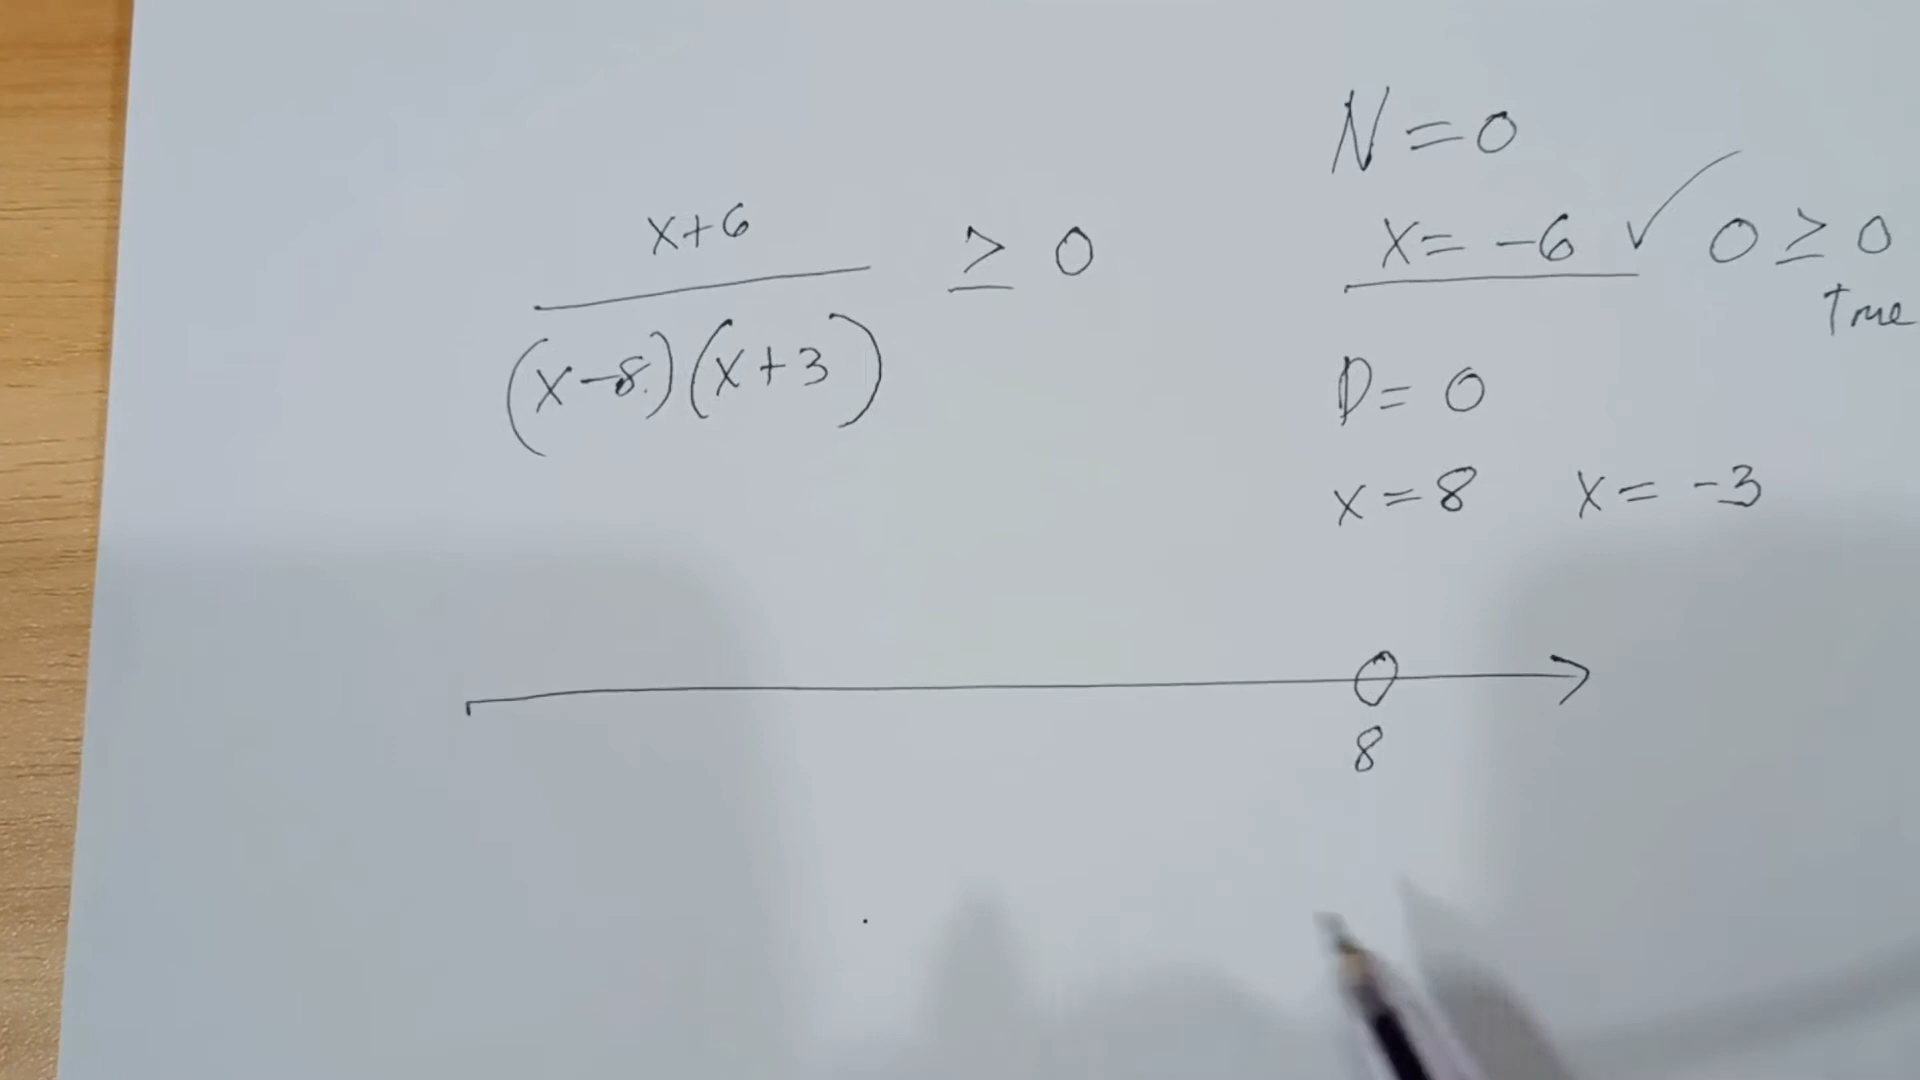 x+6
≥ 0
(x-8)(x+3)
N=0
x= -6 ✓ 0 ≥ 0
True
D= 0
x=8 x= -3
8